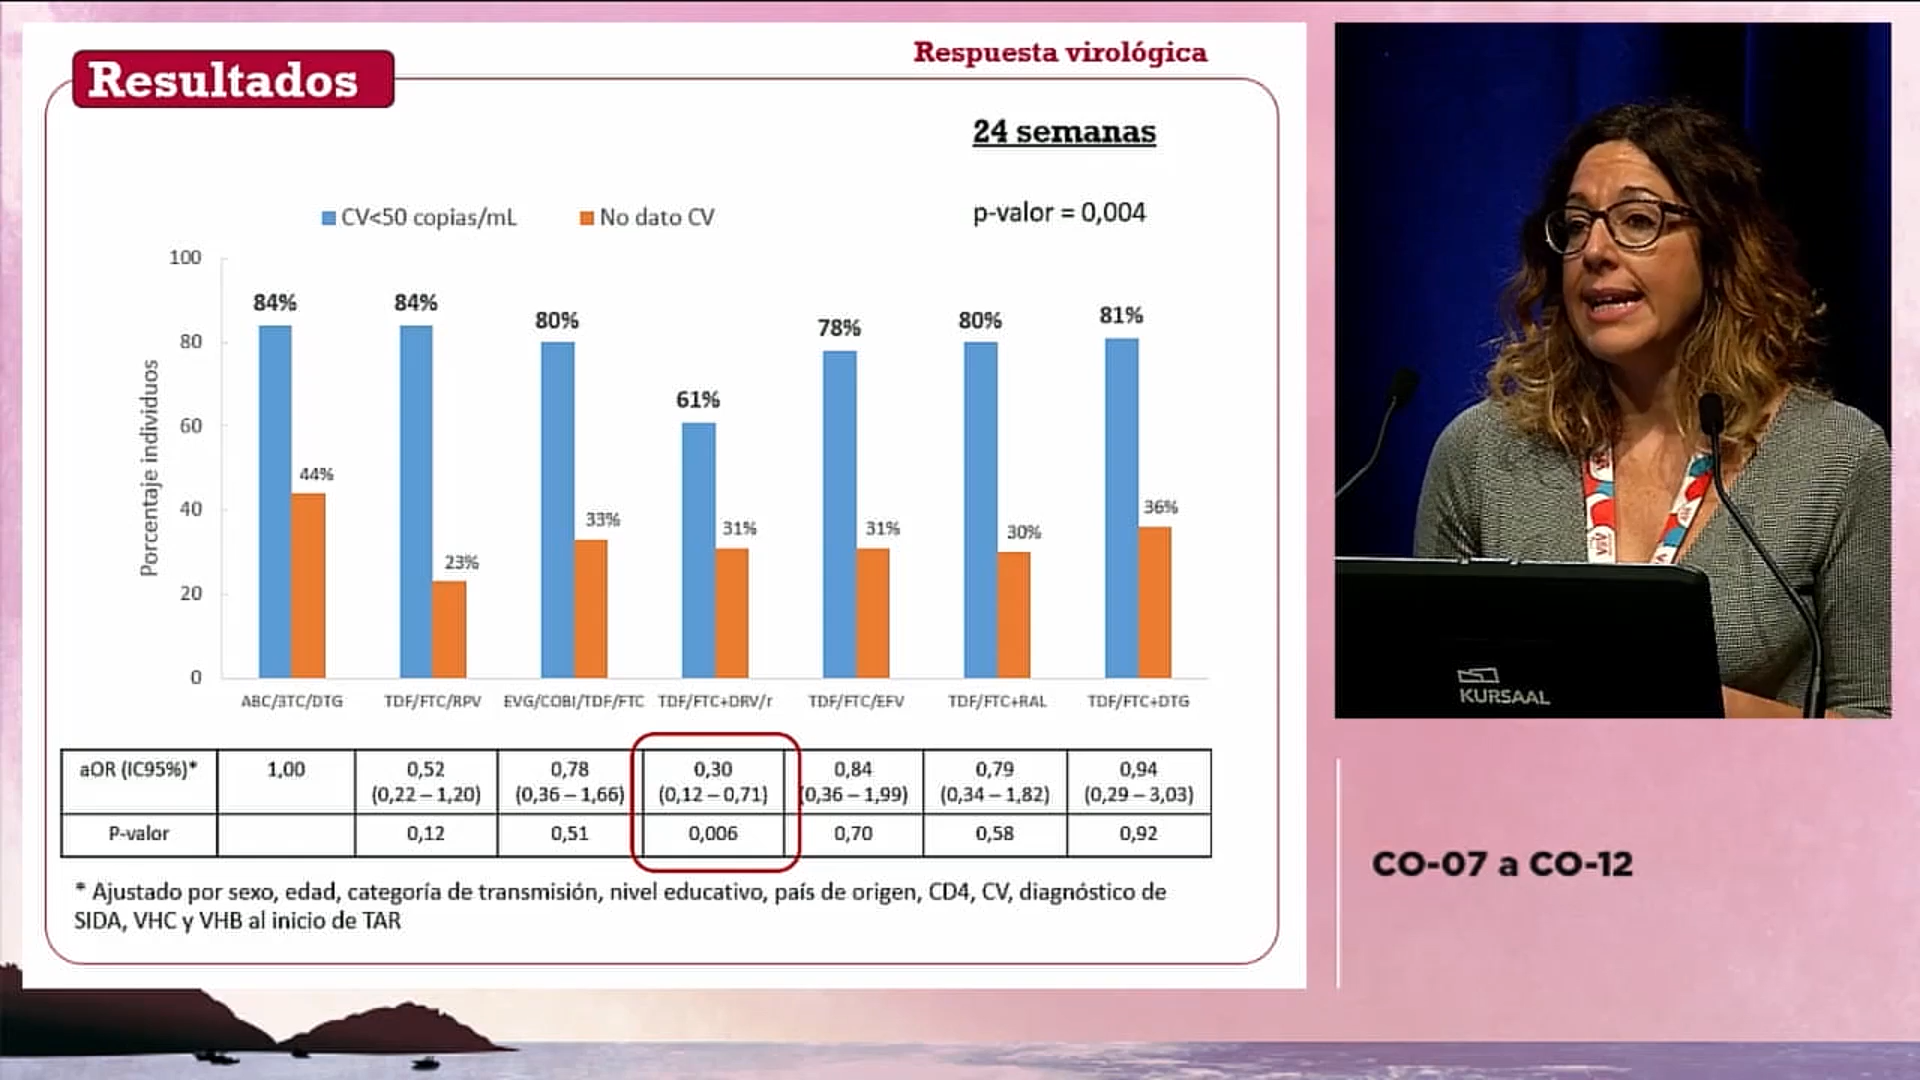 Respuesta virológica
Resultados
24 semanas
CV<50 copias/mL No dato CV
p-valor = 0,004
Porcentaje individuos
100
80
60
40
20
0
84% 84% 80% 61% 78% 80% 81%
44% 23% 33% 31% 31% 30% 36%
ABC/3TC/DTG TDF/FTC/RPV EVG/COBI/TDF/FTC TDF/FTC+DRV/r TDF/FTC/EFV TDF/FTC+RAL TDF/FTC+DTG
aOR (IC95%)* 1,00 0,52 0,78 0,30 0,84 0,79 0,94
(0,22 – 1,20) (0,36 – 1,66) (0,12 – 0,71) (0,36 – 1,99) (0,34 – 1,82) (0,29 – 3,03)
P-valor 0,12 0,51 0,006 0,70 0,58 0,92
* Ajustado por sexo, edad, categoría de transmisión, nivel educativo, país de origen, CD4, CV, diagnóstico de
SIDA, VHC y VHB al inicio de TAR
KURSAAL
CO-07 a CO-12